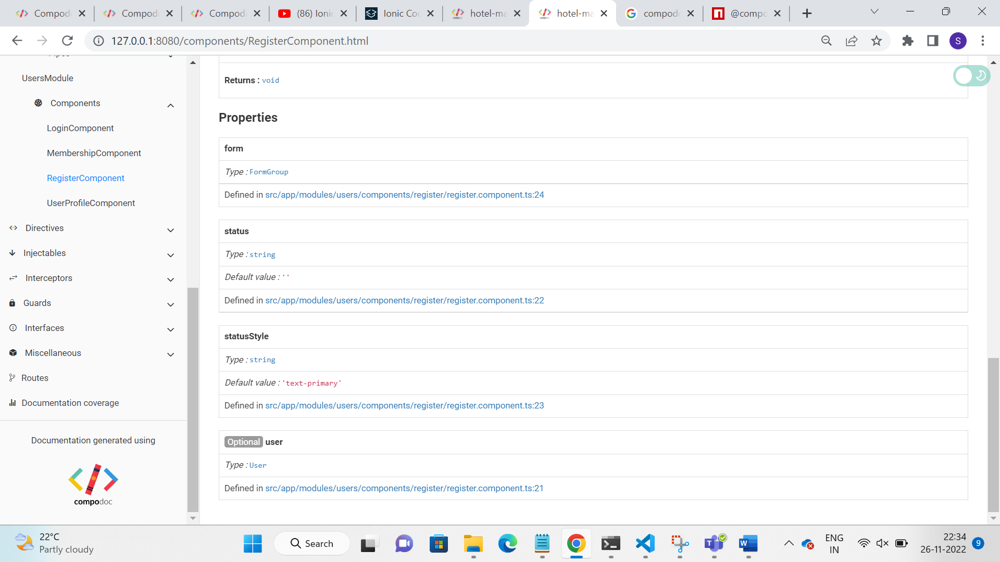 Compod
Compod
Compod
(86) Ionic
Ionic Coc
hotel-ma
hotel-ma
compodo
@compo
127.0.0.1:8080/components/RegisterComponent.html
S
UsersModule
Components
LoginComponent
MembershipComponent
RegisterComponent
UserProfileComponent
Directives
Injectables
Interceptors
Guards
Interfaces
Miscellaneous
Routes
Documentation coverage
Documentation generated using
compodoc
Returns : void
Properties
form
Type : FormGroup
Defined in src/app/modules/users/components/register/register.component.ts:24
status
Type : string
Default value : ''
Defined in src/app/modules/users/components/register/register.component.ts:22
statusStyle
Type : string
Default value : 'text-primary'
Defined in src/app/modules/users/components/register/register.component.ts:23
Optional user
Type : User
Defined in src/app/modules/users/components/register/register.component.ts:21
22°C
Partly cloudy
Search
ENG
IN
22:34
26-11-2022
9